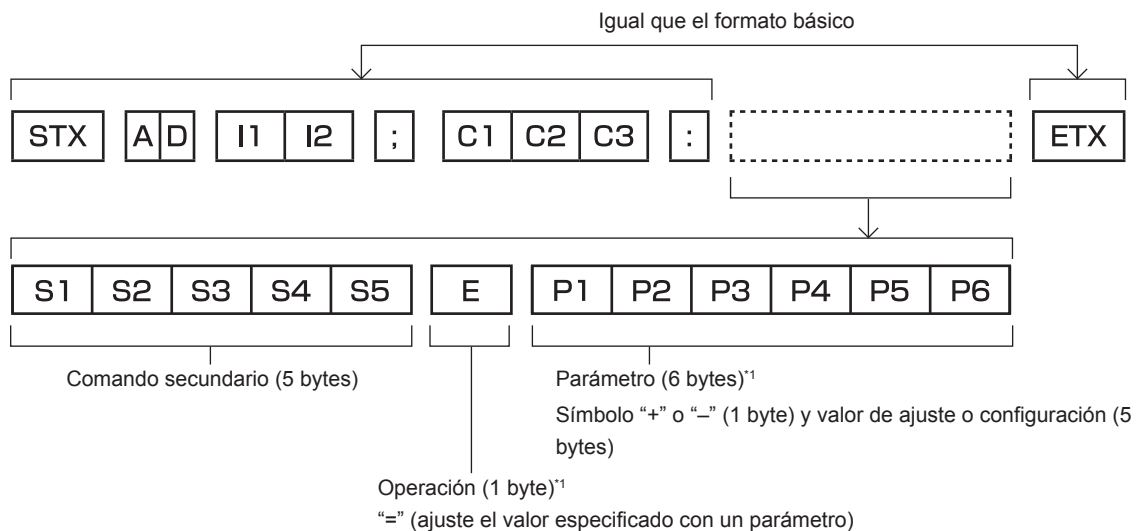 Igual que el formato básico
STX A D I1 I2 ; C1 C2 C3 : ETX
S1 S2 S3 S4 S5 E P1 P2 P3 P4 P5 P6
Comando secundario (5 bytes)
Parámetro (6 bytes)*1
Símbolo “+” o “–” (1 byte) y valor de ajuste o configuración (5
bytes)
Operación (1 byte)*1
“=” (ajuste el valor especificado con un parámetro)